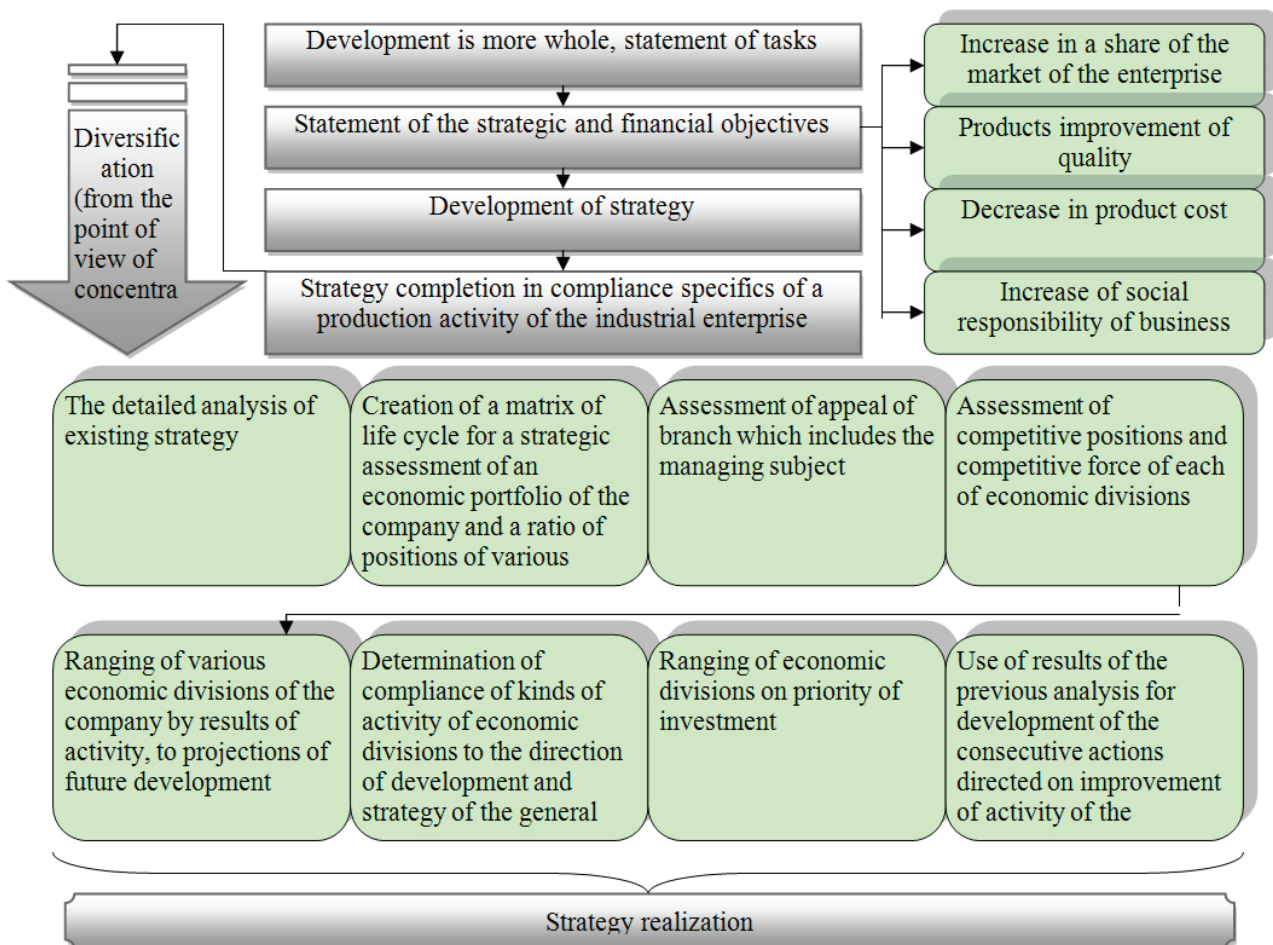 Development is more whole, statement of tasks
Statement of the strategic and financial objectives
Development of strategy
Strategy completion in compliance specifics of a
production activity of the industrial enterprise
Increase in a share of the
market of the enterprise
Products improvement of
quality
Decrease in product cost
Increase of social
responsibility of business
Diversific
ation
(from the
point of
view of
concentra
The detailed analysis of
existing strategy
Creation of a matrix of
life cycle for a strategic
assessment of an
economic portfolio of the
company and a ratio of
positions of various
Assessment of appeal of
branch which includes the
managing subject
Assessment of
competitive positions and
competitive force of each
of economic divisions
Ranging of various
economic divisions of the
company by results of
activity, to projections of
future development
Determination of
compliance of kinds of
activity of economic
divisions to the direction
of development and
strategy of the general
Ranging of economic
divisions on priority of
investment
Use of results of the
previous analysis for
development of the
consecutive actions
directed on improvement
of activity of the
Strategy realization